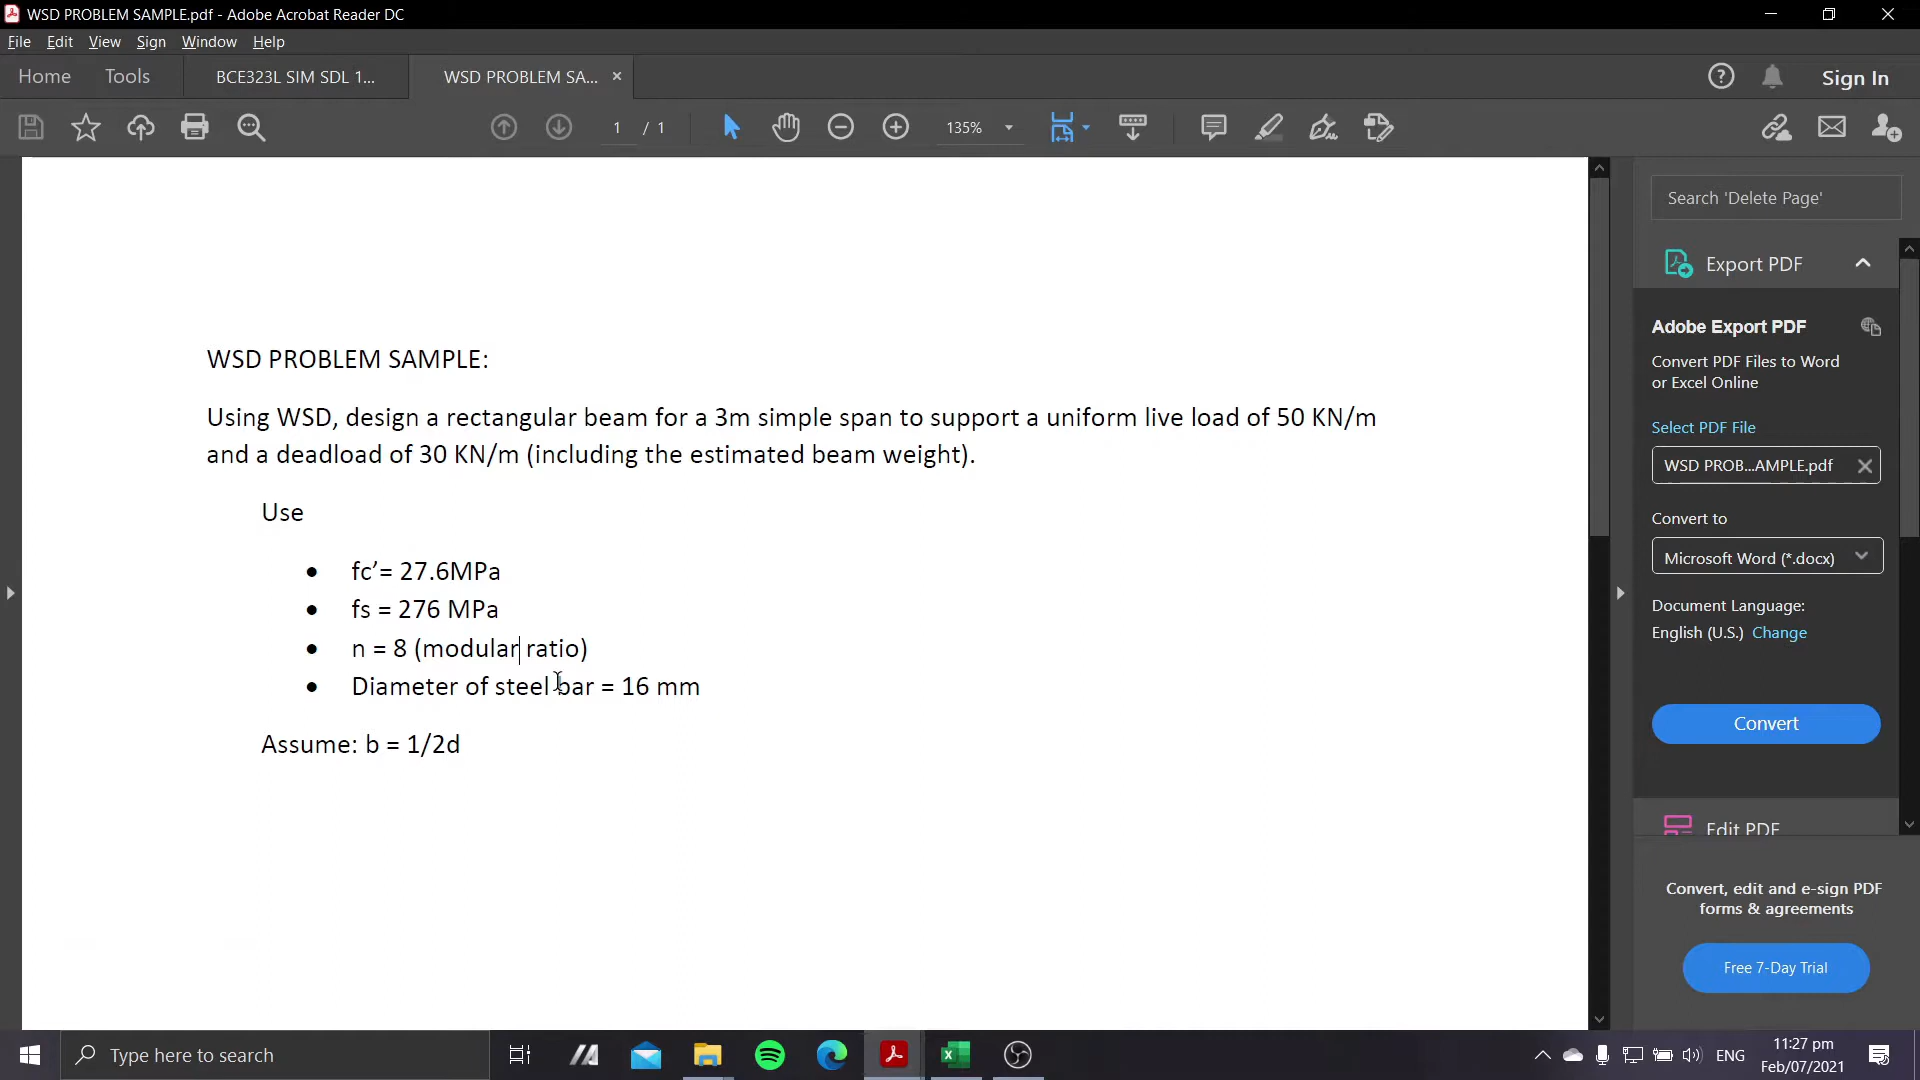 WSD PROBLEM SAMPLE.pdf - Adobe Acrobat Reader DC
File Edit View Sign Window Help
Home Tools BCE323L SIM SDL 1... WSD PROBLEM SA... × Sign In
1 / 1 135%
Search 'Delete Page'
Export PDF
Adobe Export PDF
Convert PDF Files to Word
or Excel Online
Select PDF File
WSD PROB...AMPLE.pdf
Convert to
Microsoft Word (*.docx)
Document Language:
English (U.S.) Change
Convert
Edit PDF
Convert, edit and e-sign PDF
forms & agreements
Free 7-Day Trial
WSD PROBLEM SAMPLE:
Using WSD, design a rectangular beam for a 3m simple span to support a uniform live load of 50 KN/m
and a deadload of 30 KN/m (including the estimated beam weight).
Use
• fc’= 27.6MPa
• fs = 276 MPa
• n = 8 (modular ratio)
• Diameter of steel bar = 16 mm
Assume: b = 1/2d
Type here to search
ENG
11:27 pm
Feb/07/2021